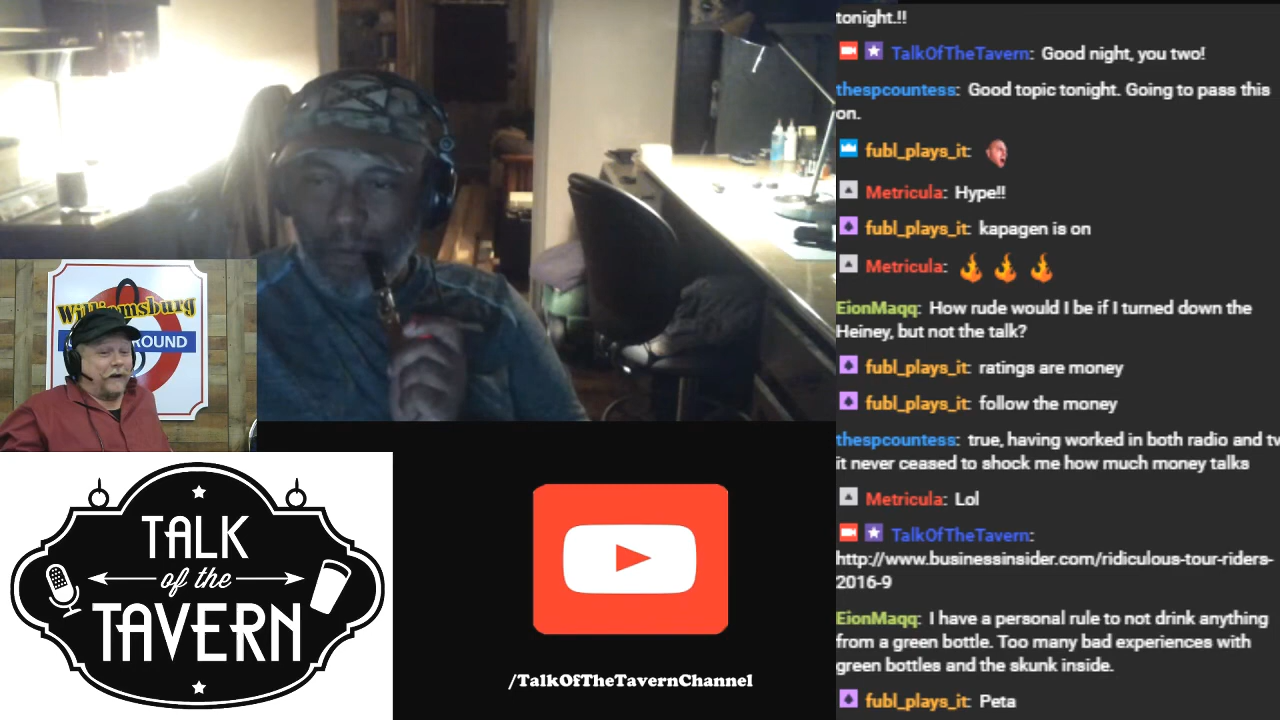 Williamsburg
ROUND
TALK
of the
TAVERN
/TalkOfTheTavernChannel
tonight.!!
TalkOfTheTavern: Good night, you two!
thespcountess: Good topic tonight. Going to pass this
on.
fubl_plays_it:
Metricula: Hype!!
fubl_plays_it: kapagen is on
Metricula:
EionMaqq: How rude would I be if I turned down the
Heiney, but not the talk?
fubl_plays_it: ratings are money
fubl_plays_it: follow the money
thespcountess: true, having worked in both radio and tv
it never ceased to shock me how much money talks
Metricula: Lol
TalkOfTheTavern:
http://www.businessinsider.com/ridiculous-tour-riders-
2016-9
EionMaqq: I have a personal rule to not drink anything
from a green bottle. Too many bad experiences with
green bottles and the skunk inside.
fubl_plays_it: Peta